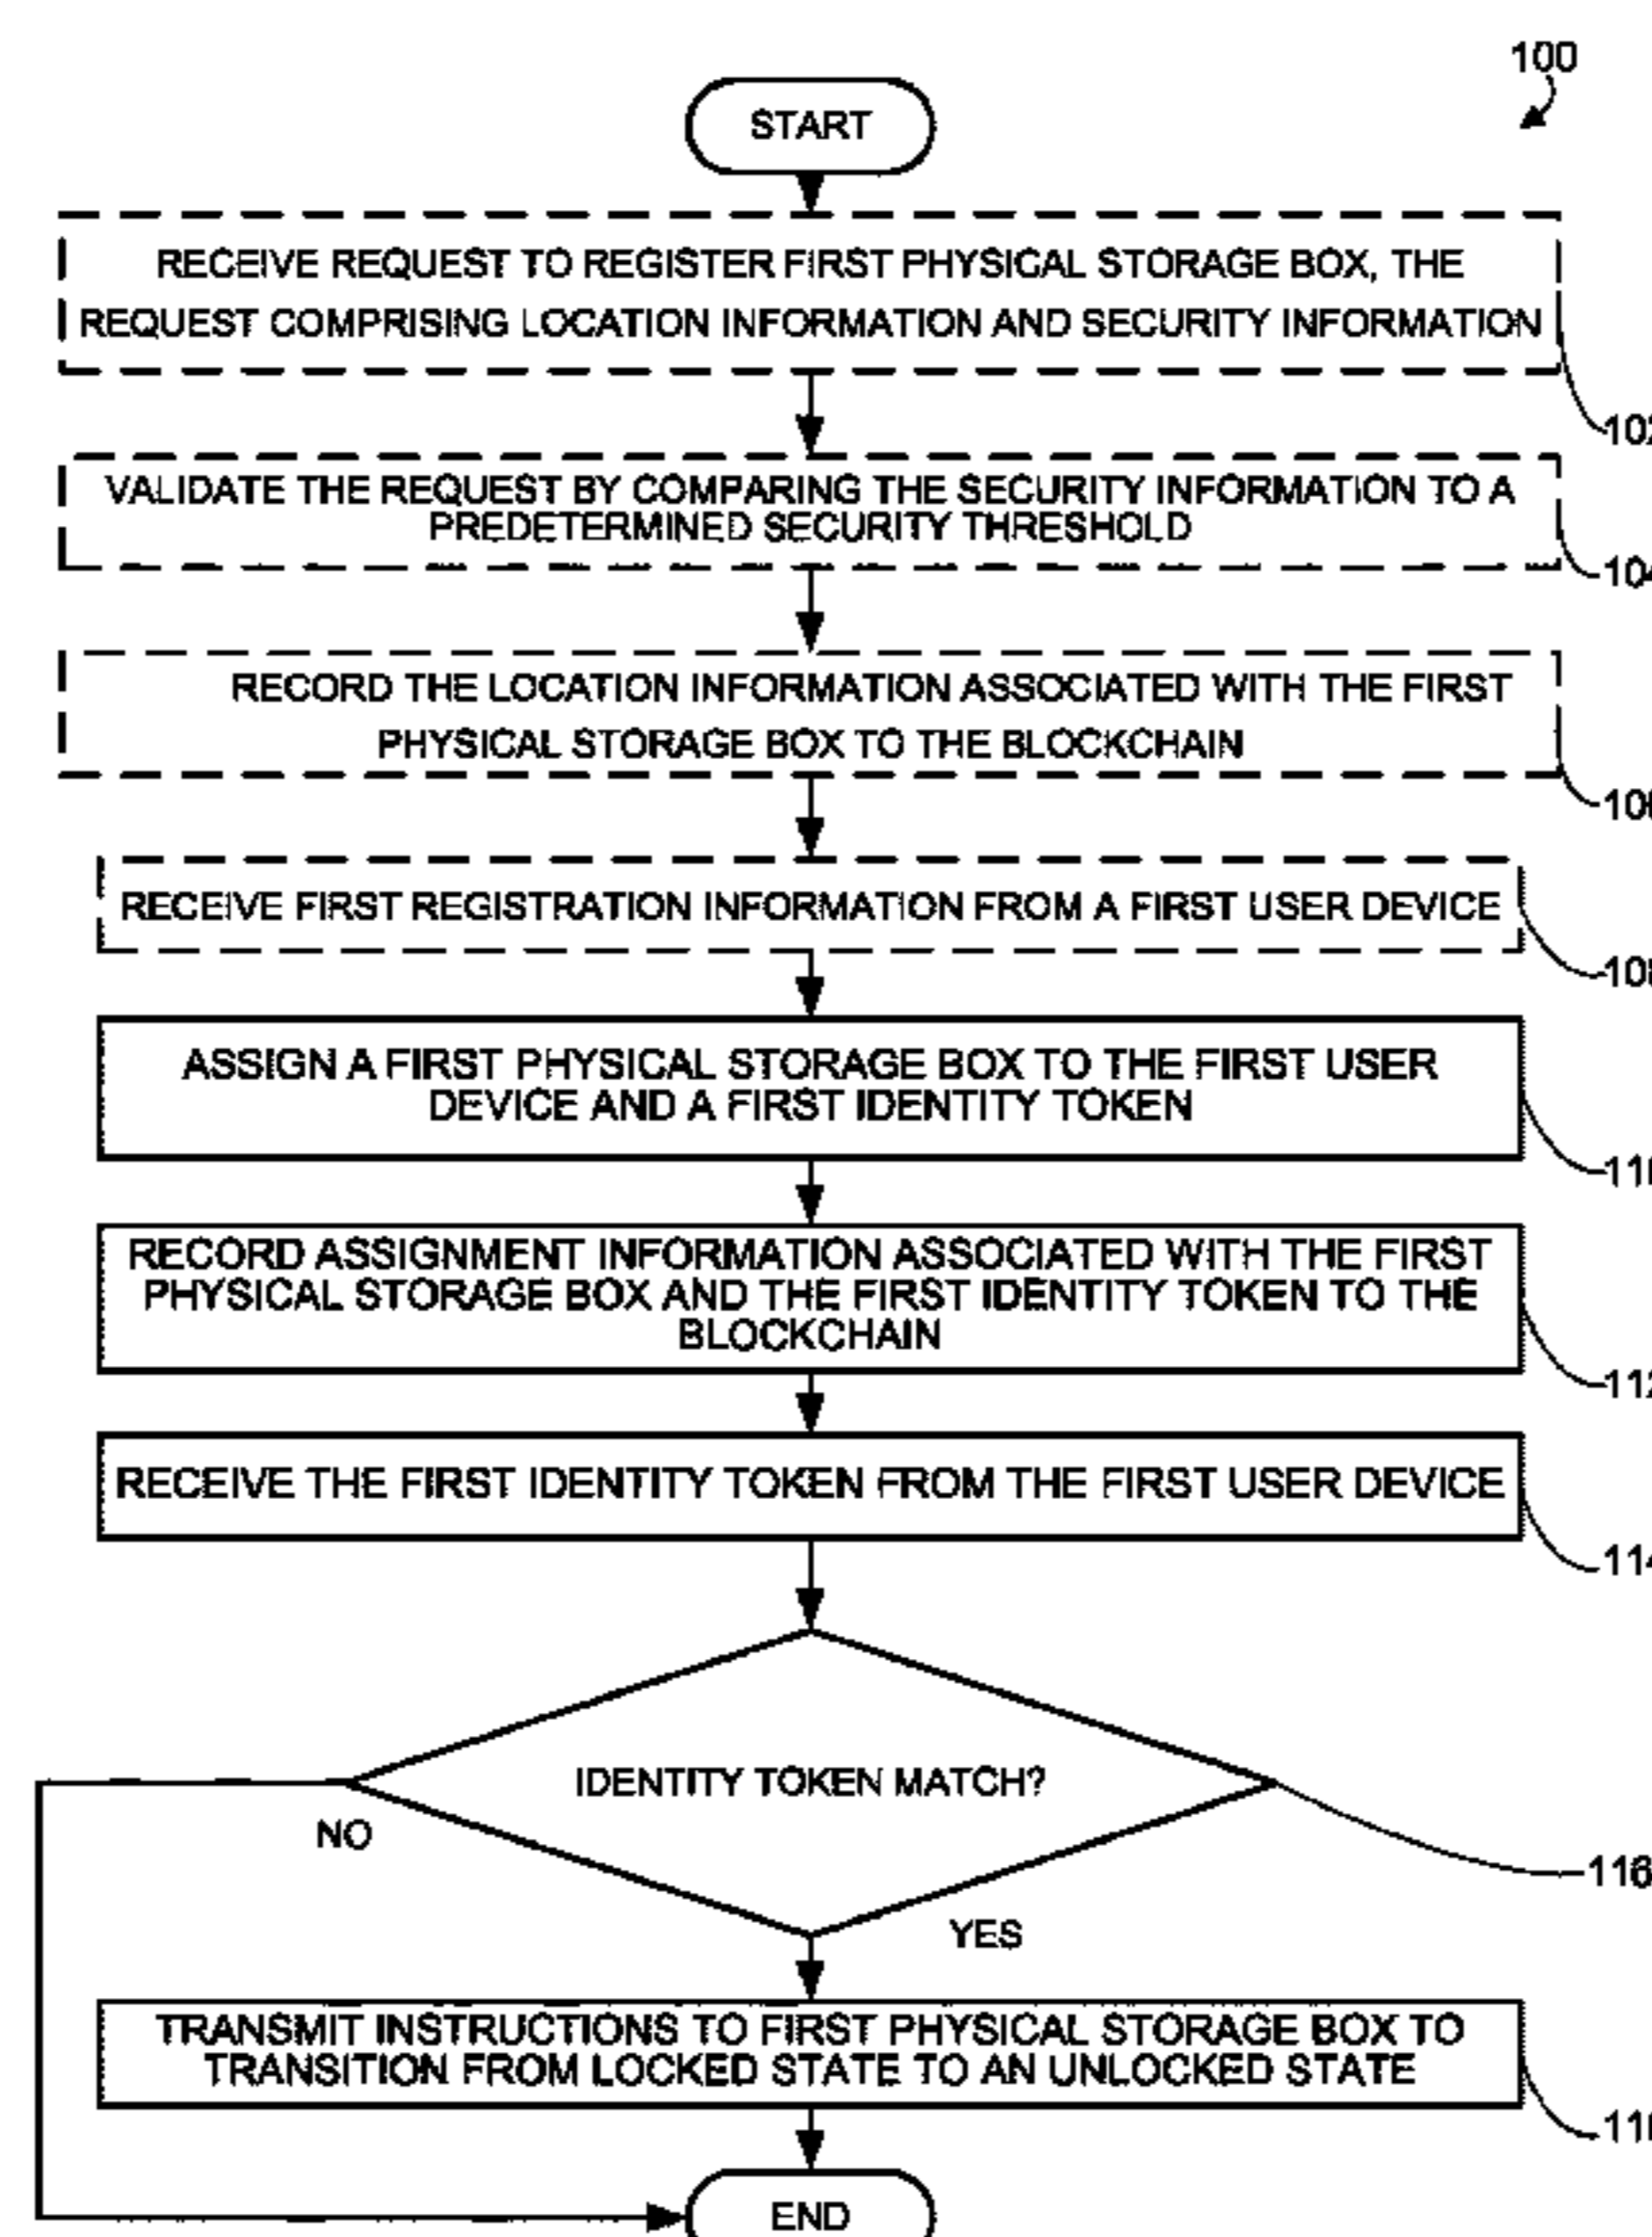 100
START
RECEIVE REQUEST TO REGISTER FIRST PHYSICAL STORAGE BOX, THE
REQUEST COMPRISING LOCATION INFORMATION AND SECURITY INFORMATION
102
VALIDATE THE REQUEST BY COMPARING THE SECURITY INFORMATION TO A
PREDETERMINED SECURITY THRESHOLD
104
RECORD THE LOCATION INFORMATION ASSOCIATED WITH THE FIRST
PHYSICAL STORAGE BOX TO THE BLOCKCHAIN
RECEIVE FIRST REGISTRATION INFORMATION FROM A FIRST USER DEVICE
ASSIGN A FIRST PHYSICAL STORAGE BOX TO THE FIRST USER
DEVICE AND A FIRST IDENTITY TOKEN
RECORD ASSIGNMENT INFORMATION ASSOCIATED WITH THE FIRST
PHYSICAL STORAGE BOX AND THE FIRST IDENTITY TOKEN TO THE
BLOCKCHAIN
112
RECEIVE THE FIRST IDENTITY TOKEN FROM THE FIRST USER DEVICE
114
IDENTITY TOKEN MATCH?
NO
116
YES
TRANSMIT INSTRUCTIONS TO FIRST PHYSICAL STORAGE BOX TO
TRANSITION FROM LOCKED STATE TO AN UNLOCKED STATE
END